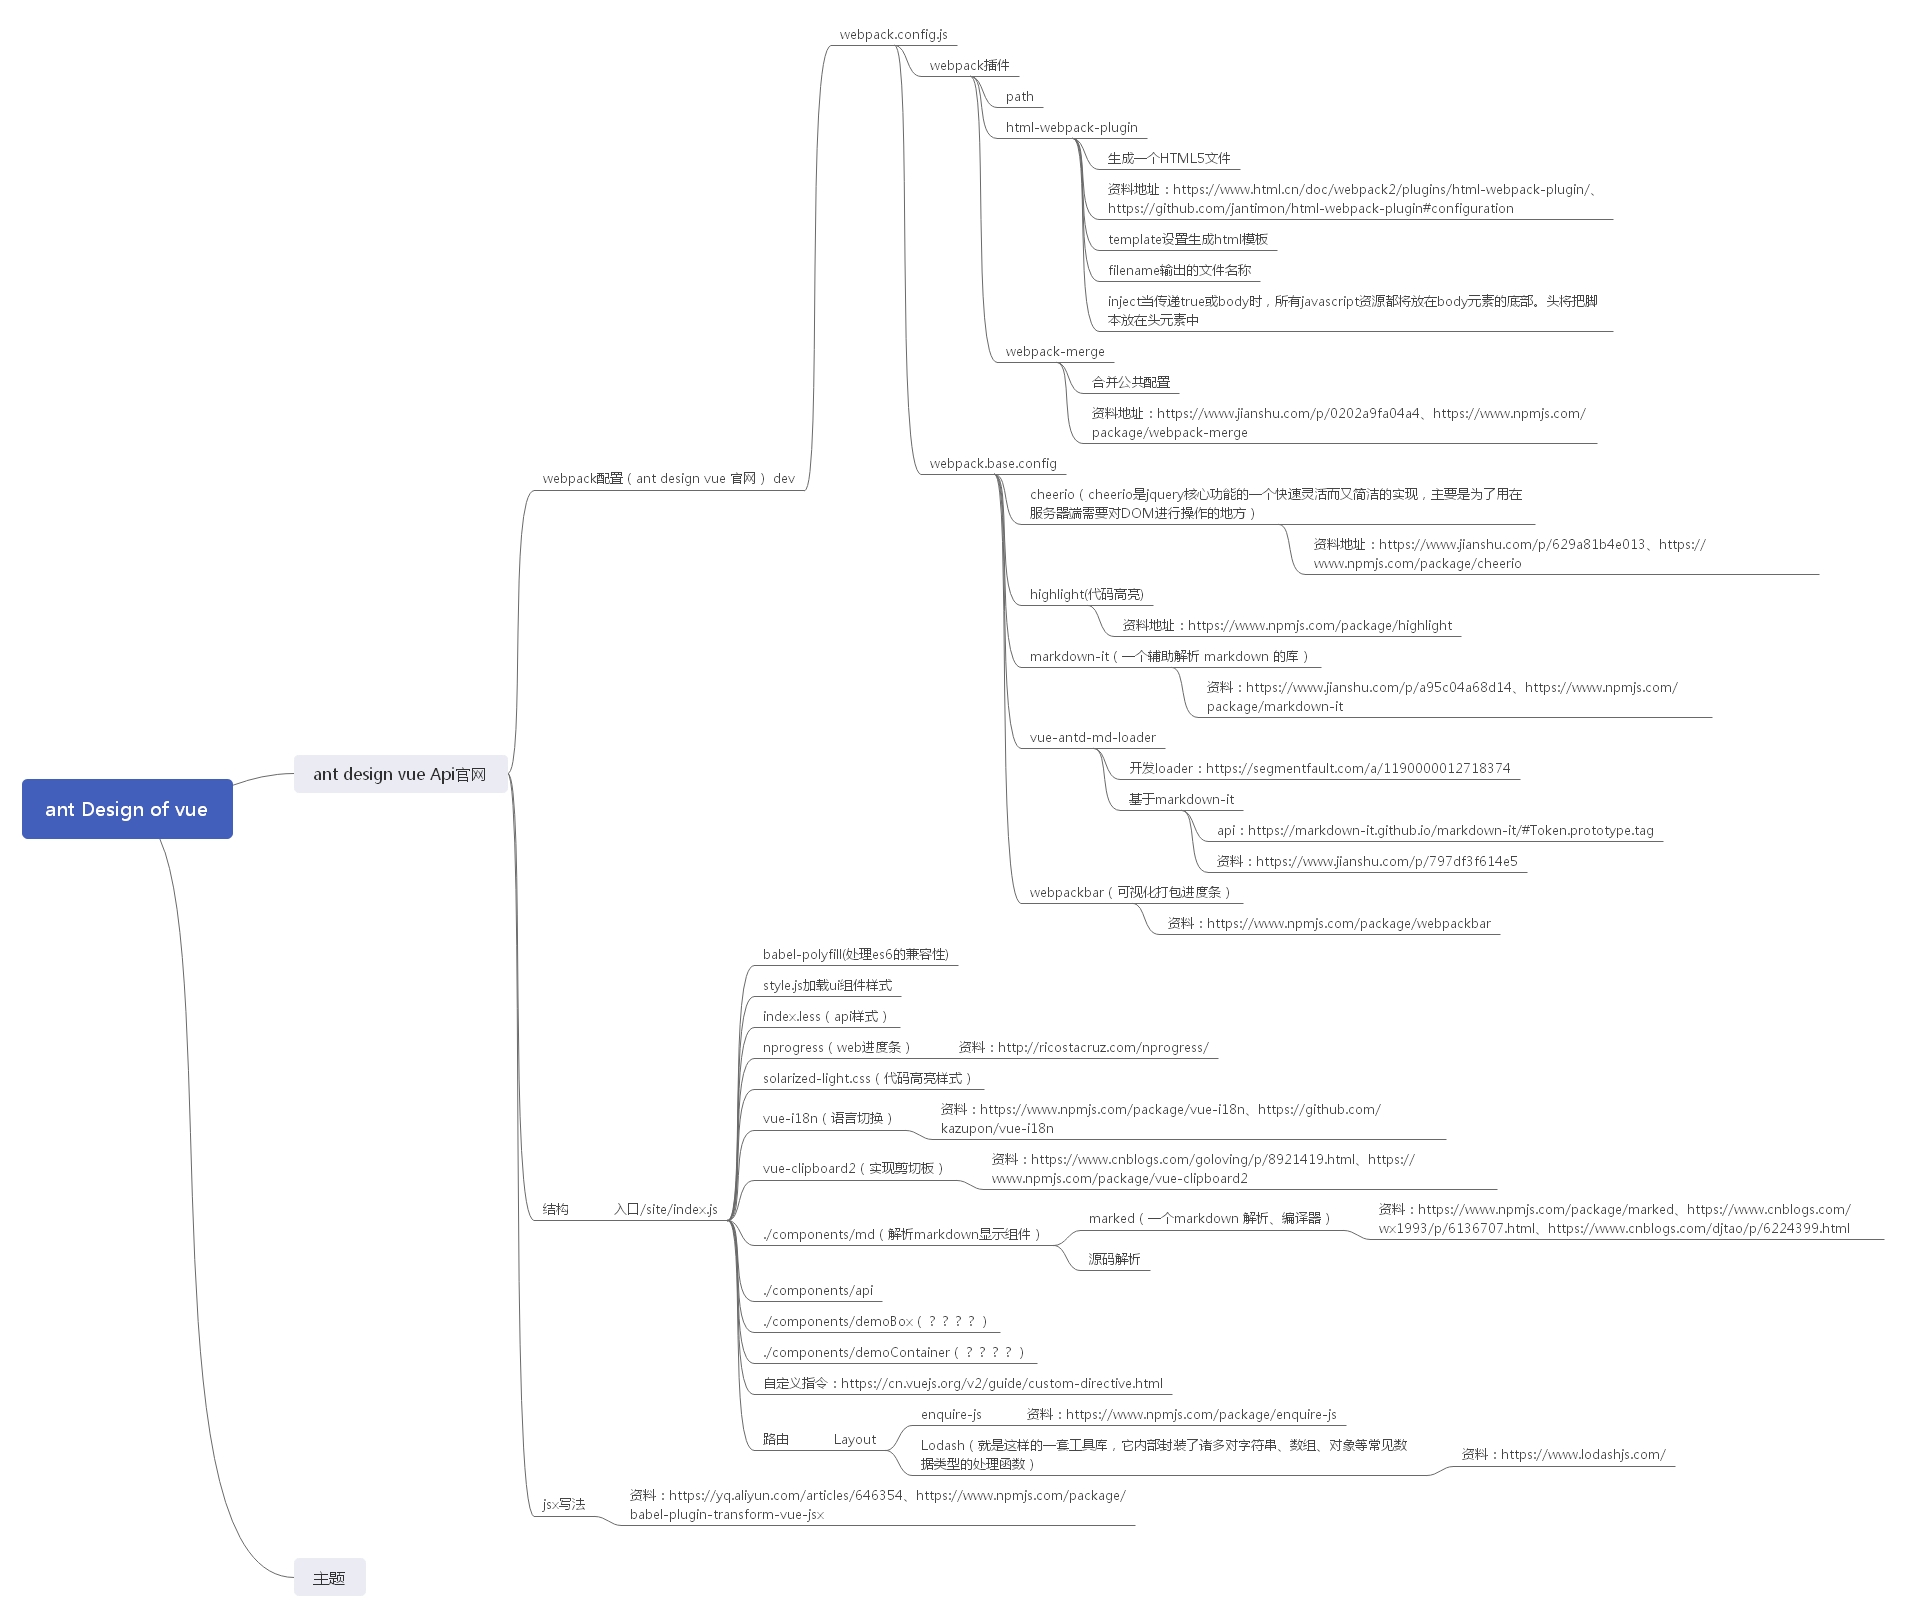 webpack.config.js
webpack插件
path
html-webpack-plugin
生成一个HTML5文件
资料地址：https://www.html.cn/doc/webpack2/plugins/html-webpack-plugin/、
https://github.com/jantimon/html-webpack-plugin#configuration
template设置生成html模板
filename输出的文件名称
inject当传递true或body时，所有javascript资源都将放在body元素的底部。头将把脚
本放在头元素中
webpack-merge
合并公共配置
资料地址：https://www.jianshu.com/p/0202a9fa04a4、https://www.npmjs.com/
package/webpack-merge
webpack.base.config
webpack配置（ant design vue 官网） dev
cheerio（cheerio是jquery核心功能的一个快速灵活而又简洁的实现，主要是为了用在
服务器端需要对DOM进行操作的地方）
资料地址：https://www.jianshu.com/p/629a81b4e013、https://
www.npmjs.com/package/cheerio
highlight(代码高亮)
资料地址：https://www.npmjs.com/package/highlight
markdown-it（一个辅助解析 markdown 的库）
资料：https://www.jianshu.com/p/a95c04a68d14、https://www.npmjs.com/
package/markdown-it
vue-antd-md-loader
开发loader：https://segmentfault.com/a/1190000012718374
ant design vue Api官网
基于markdown-it
ant Design of vue
api：https://markdown-it.github.io/markdown-it/#Token.prototype.tag
资料：https://www.jianshu.com/p/797df3f614e5
webpackbar（可视化打包进度条）
资料：https://www.npmjs.com/package/webpackbar
babel-polyfill(处理es6的兼容性)
style.js加载ui组件样式
index.less（api样式）
nprogress（web进度条） 资料：http://ricostacruz.com/nprogress/
solarized-light.css（代码高亮样式）
vue-i18n（语言切换）
资料：https://www.npmjs.com/package/vue-i18n、https://github.com/
kazupon/vue-i18n
vue-clipboard2（实现剪切板）
资料：https://www.cnblogs.com/goloving/p/8921419.html、https://
www.npmjs.com/package/vue-clipboard2
结构 入口/site/index.js
./components/md（解析markdown显示组件）
marked（一个markdown 解析、编译器）
资料：https://www.npmjs.com/package/marked、https://www.cnblogs.com/
wx1993/p/6136707.html、https://www.cnblogs.com/djtao/p/6224399.html
源码解析
./components/api
./components/demoBox（？？？？）
./components/demoContainer（？？？？）
自定义指令：https://cn.vuejs.org/v2/guide/custom-directive.html
路由 Layout
enquire-js 资料：https://www.npmjs.com/package/enquire-js
Lodash（就是这样的一套工具库，它内部封装了诸多对字符串、数组、对象等常见数
据类型的处理函数）
资料：https://www.lodashjs.com/
jsx写法
资料：https://yq.aliyun.com/articles/646354、https://www.npmjs.com/package/
babel-plugin-transform-vue-jsx
主题